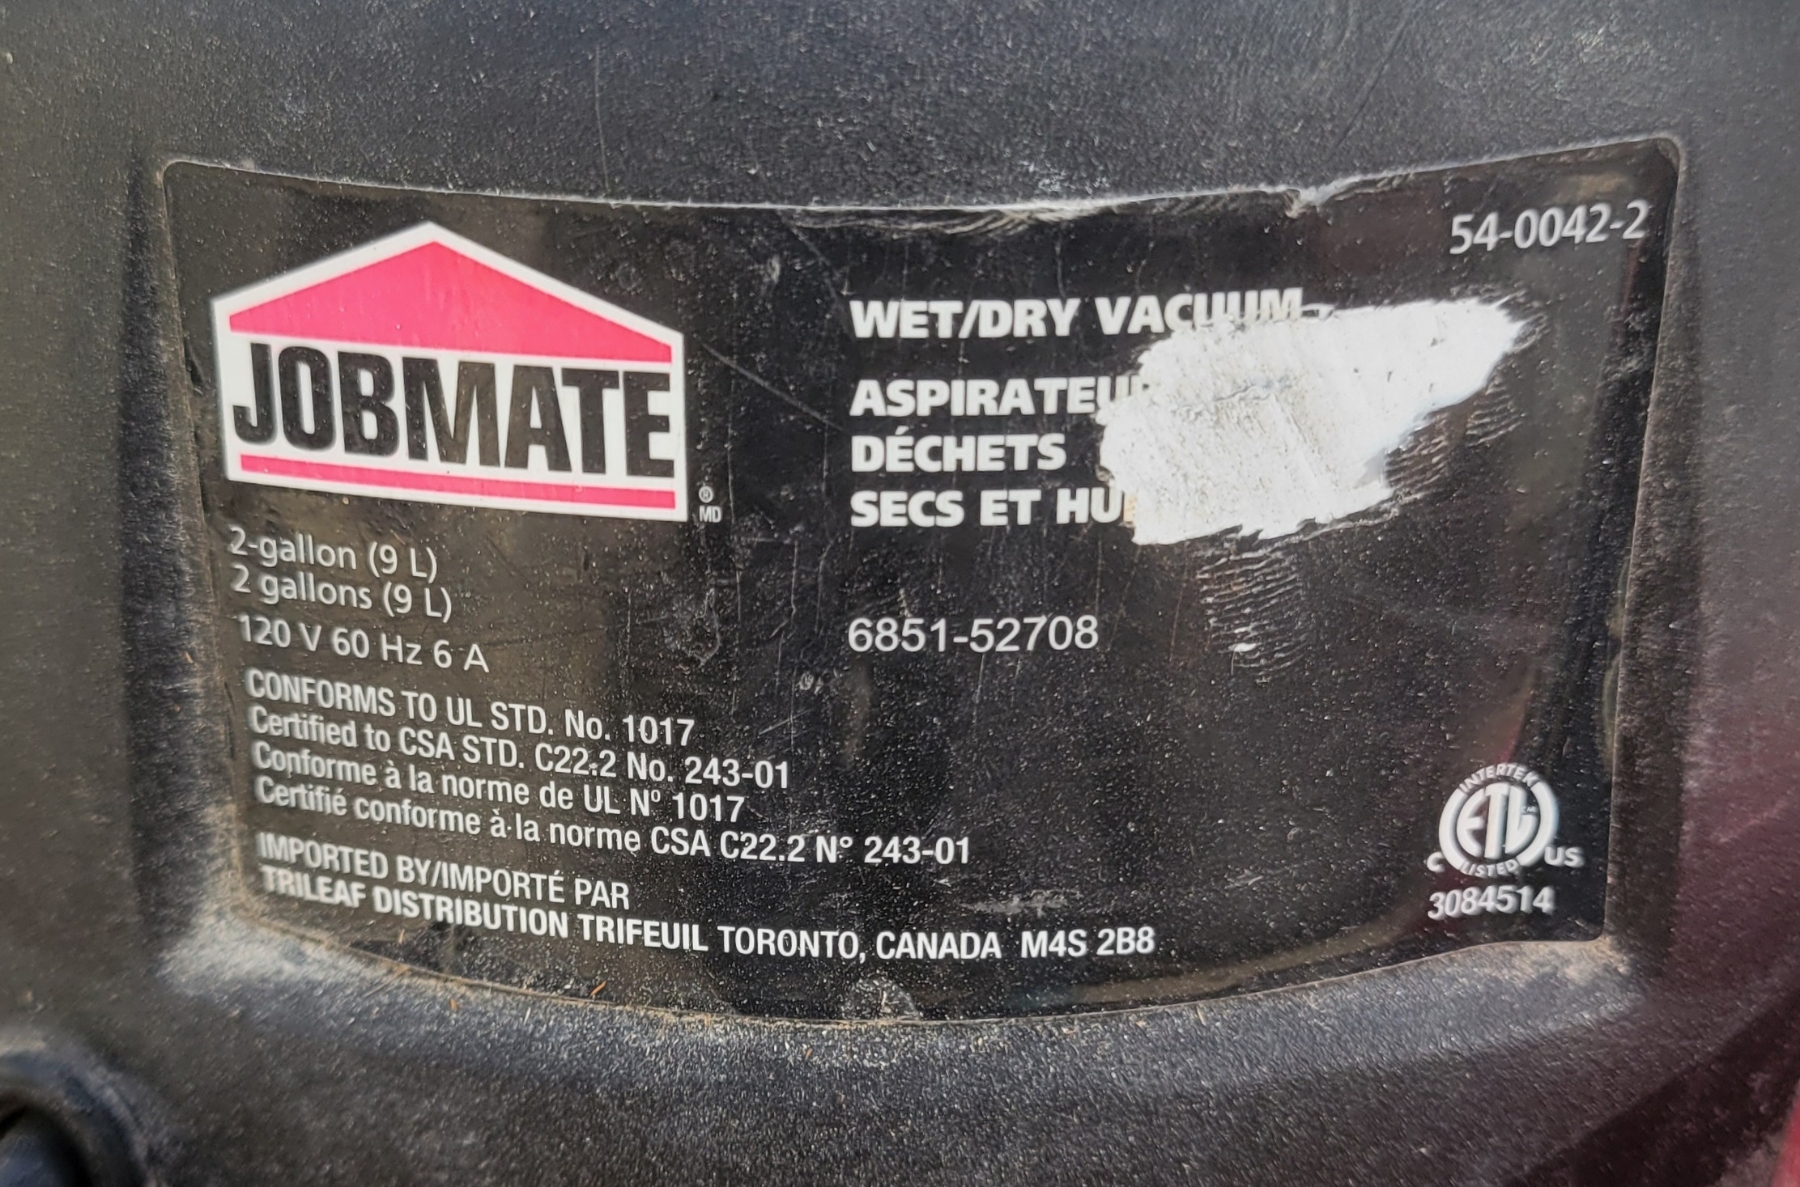 JOBMATE
® MD
2-gallon (9 L)
2 gallons (9 L)
120 V 60 Hz 6 A
CONFORMS TO UL STD. No. 1017
Certified to CSA STD. C22.2 No. 243-01
Conforme à la norme de UL Nº 1017
Certifié conforme à la norme CSA C22.2 N° 243-01
IMPORTED BY/IMPORTÉ PAR
TRILEAF DISTRIBUTION TRIFEUIL TORONTO, CANADA M4S 2B8
54-0042-2
WET/DRY VACUUM
DÉCHETS
SECS ET
6851-52708
INTERTEK
ETL
LISTED
C US
3084514